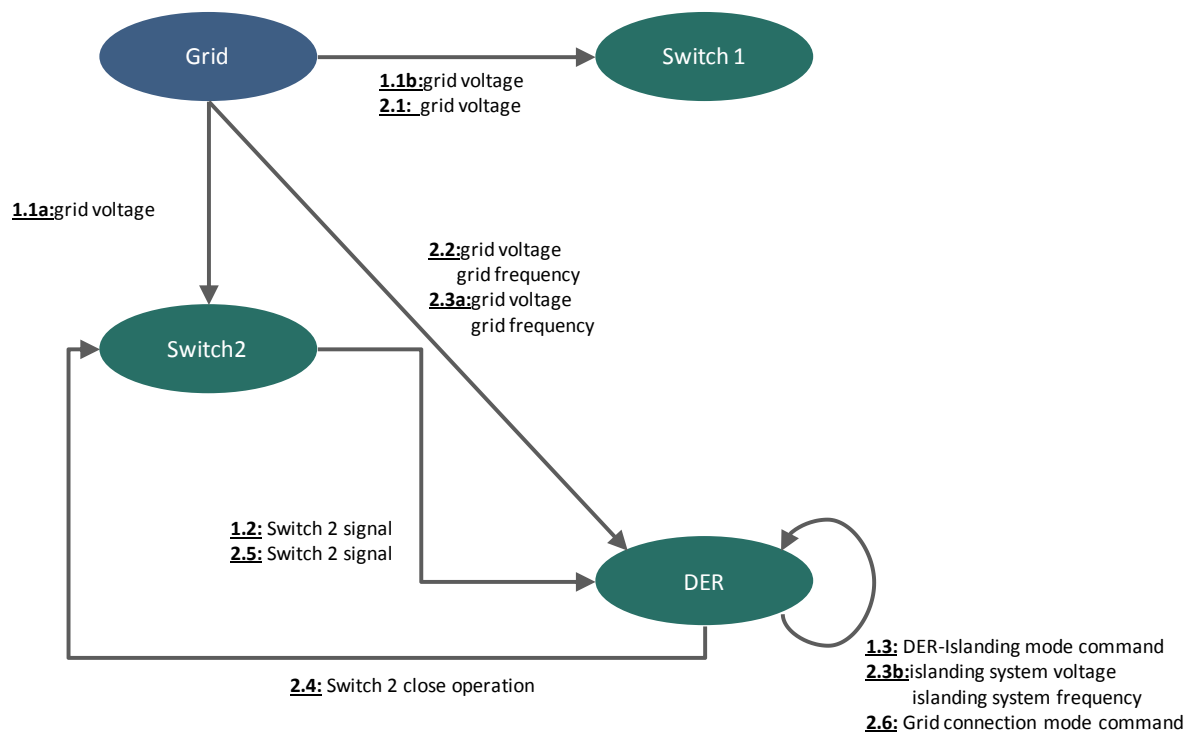 Grid
Switch 1
1.1b:grid voltage
2.1: grid voltage
1.1a:grid voltage
2.2:grid voltage
grid frequency
2.3a:grid voltage
grid frequency
Switch2
1.2: Switch 2 signal
2.5: Switch 2 signal
DER
1.3: DER-Islanding mode command
2.3b:islanding system voltage
islanding system frequency
2.6: Grid connection mode command
2.4: Switch 2 close operation